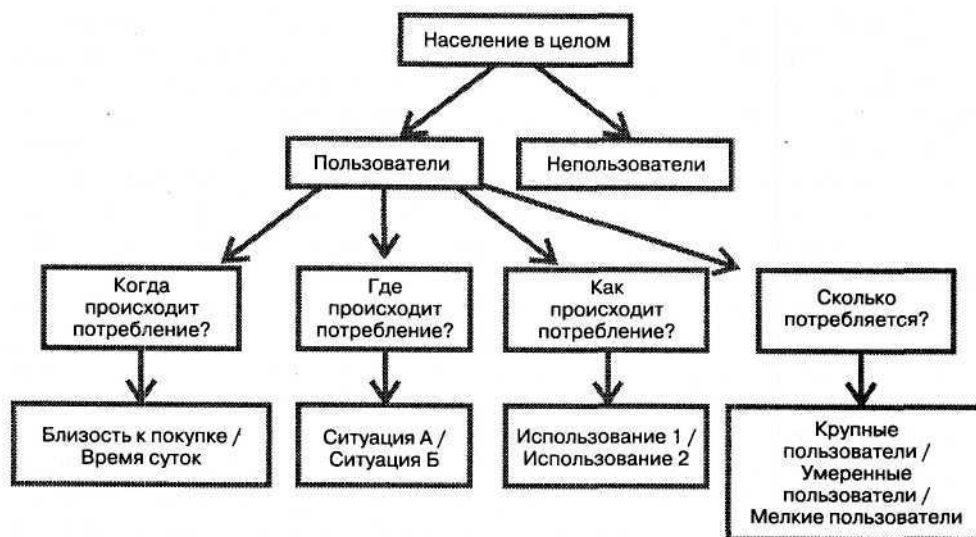 Население в целом
Пользователи
Непользователи
Когда
происходит
потребление?
Где
происходит
потребление?
Как
происходит
потребление?
Сколько
потребляется?
Близость к покупке /
Время суток
Ситуация А /
Ситуация Б
Использование 1 /
Использование 2
Крупные
пользователи /
Умеренные
пользователи /
Мелкие пользователи